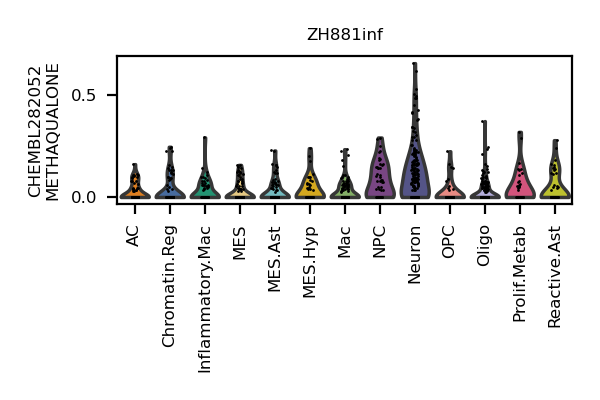 ZH881inf
CHEMBL282052
METHAQUALONE
0.5
0.0
AC
Chromatin.Reg
Inflammatory.Mac
MES
MES.Ast
MES.Hyp
Mac
NPC
Neuron
OPC
Oligo
Prolif.Metab
Reactive.Ast